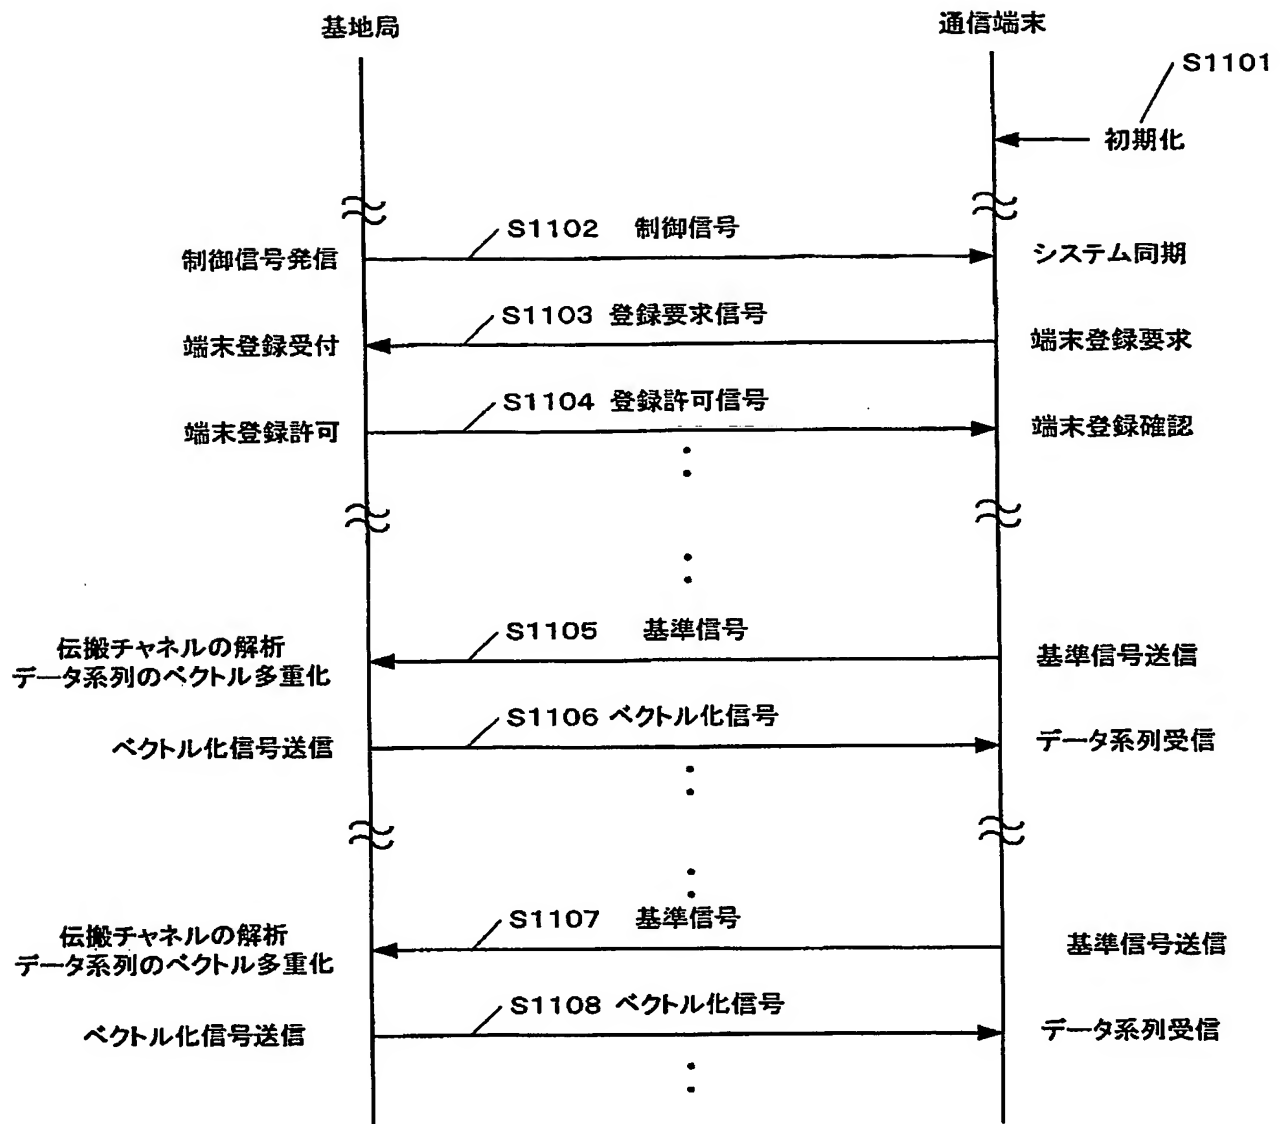 基地局
通信端末
S1101
初期化
S1102 制御信号
制御信号発信
システム同期
S1103 登録要求信号
端末登録受付
端末登録要求
S1104 登録許可信号
端末登録許可
端末登録確認
S1105 基準信号
伝搬チャネルの解析
データ系列のベクトル多重化
基準信号送信
S1106 ベクトル化信号
ベクトル化信号送信
データ系列受信
S1107 基準信号
伝搬チャネルの解析
データ系列のベクトル多重化
基準信号送信
S1108 ベクトル化信号
ベクトル化信号送信
データ系列受信